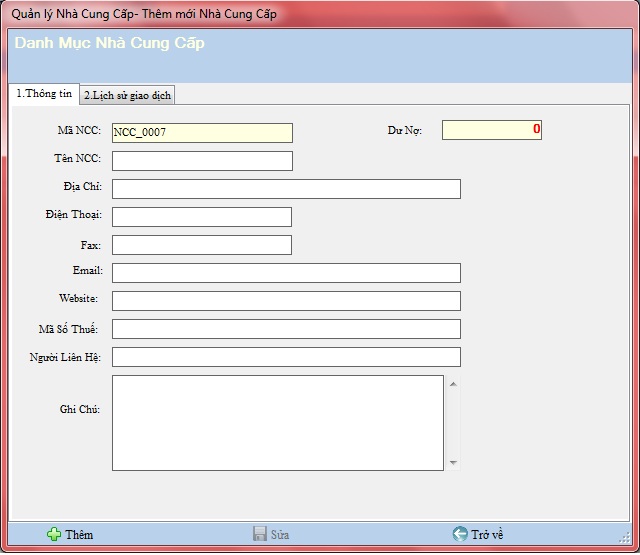 Quản lý Nhà Cung Cấp- Thêm mới Nhà Cung Cấp
Danh Mục Nhà Cung Cấp
1.Thông tin 2.Lịch sử giao dịch
Mã NCC: NCC_0007 Dư Nợ: 0
Tên NCC:
Địa Chỉ:
Điện Thoại:
Fax:
Email:
Website:
Mã Số Thuế:
Người Liên Hệ:
Ghi Chú:
Thêm Sửa Trở về